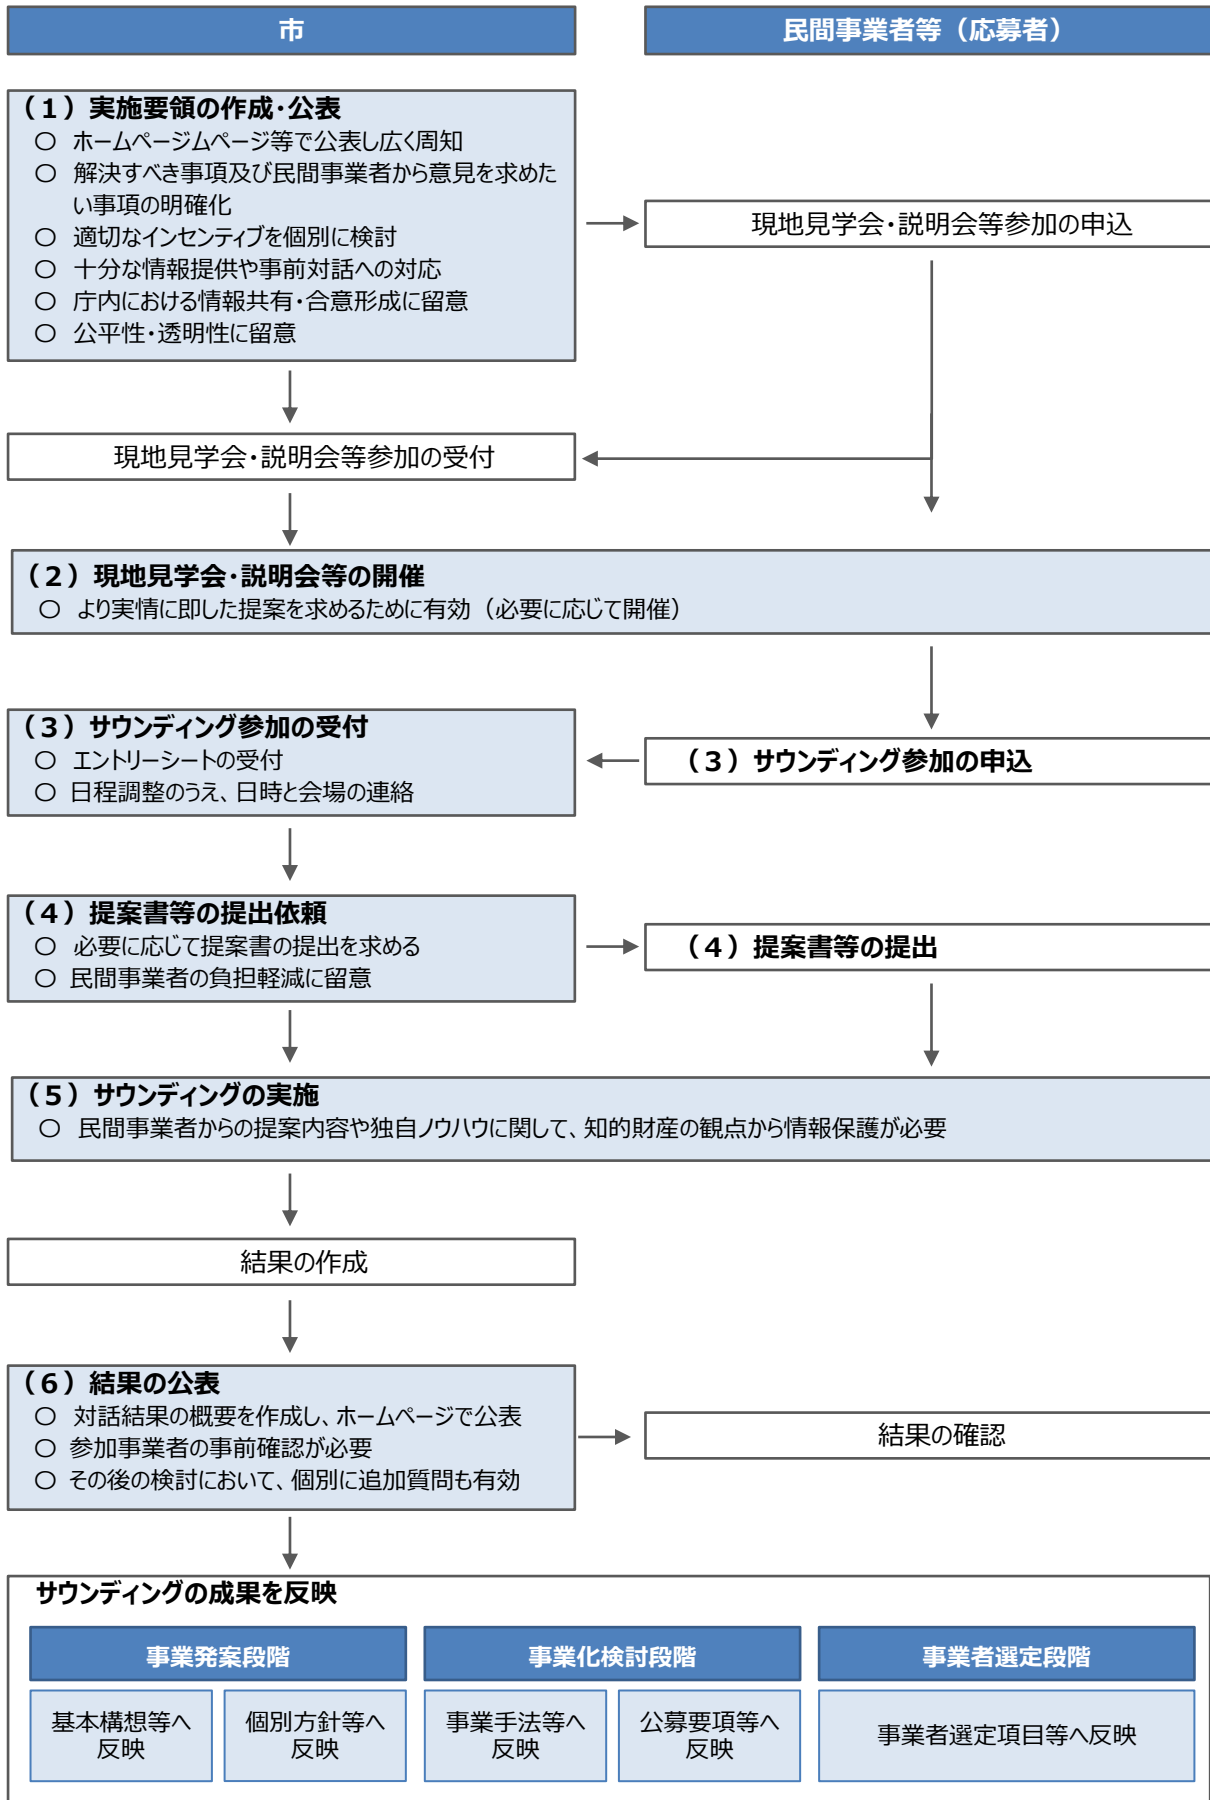 市
民間事業者等（応募者）
（１）実施要領の作成・公表
○ ホームページムページ等で公表し広く周知
○ 解決すべき事項及び民間事業者から意見を求めた
い事項の明確化
○ 適切なインセンティブを個別に検討
○ 十分な情報提供や事前対話への対応
○ 庁内における情報共有・合意形成に留意
○ 公平性・透明性に留意
現地見学会・説明会等参加の申込
現地見学会・説明会等参加の受付
（２）現地見学会・説明会等の開催
○ より実情に即した提案を求めるために有効（必要に応じて開催）
（３）サウンディング参加の受付
○ エントリーシートの受付
○ 日程調整のうえ、日時と会場の連絡
（３）サウンディング参加の申込
（４）提案書等の提出依頼
○ 必要に応じて提案書の提出を求める
○ 民間事業者の負担軽減に留意
（４）提案書等の提出
（５）サウンディングの実施
○ 民間事業者からの提案内容や独自ノウハウに関して、知的財産の観点から情報保護が必要
結果の作成
（６）結果の公表
○ 対話結果の概要を作成し、ホームページで公表
○ 参加事業者の事前確認が必要
○ その後の検討において、個別に追加質問も有効
結果の確認
サウンディングの成果を反映
事業発案段階
事業化検討段階
事業者選定段階
基本構想等へ
反映
個別方針等へ
反映
事業手法等へ
反映
公募要項等へ
反映
事業者選定項目等へ反映